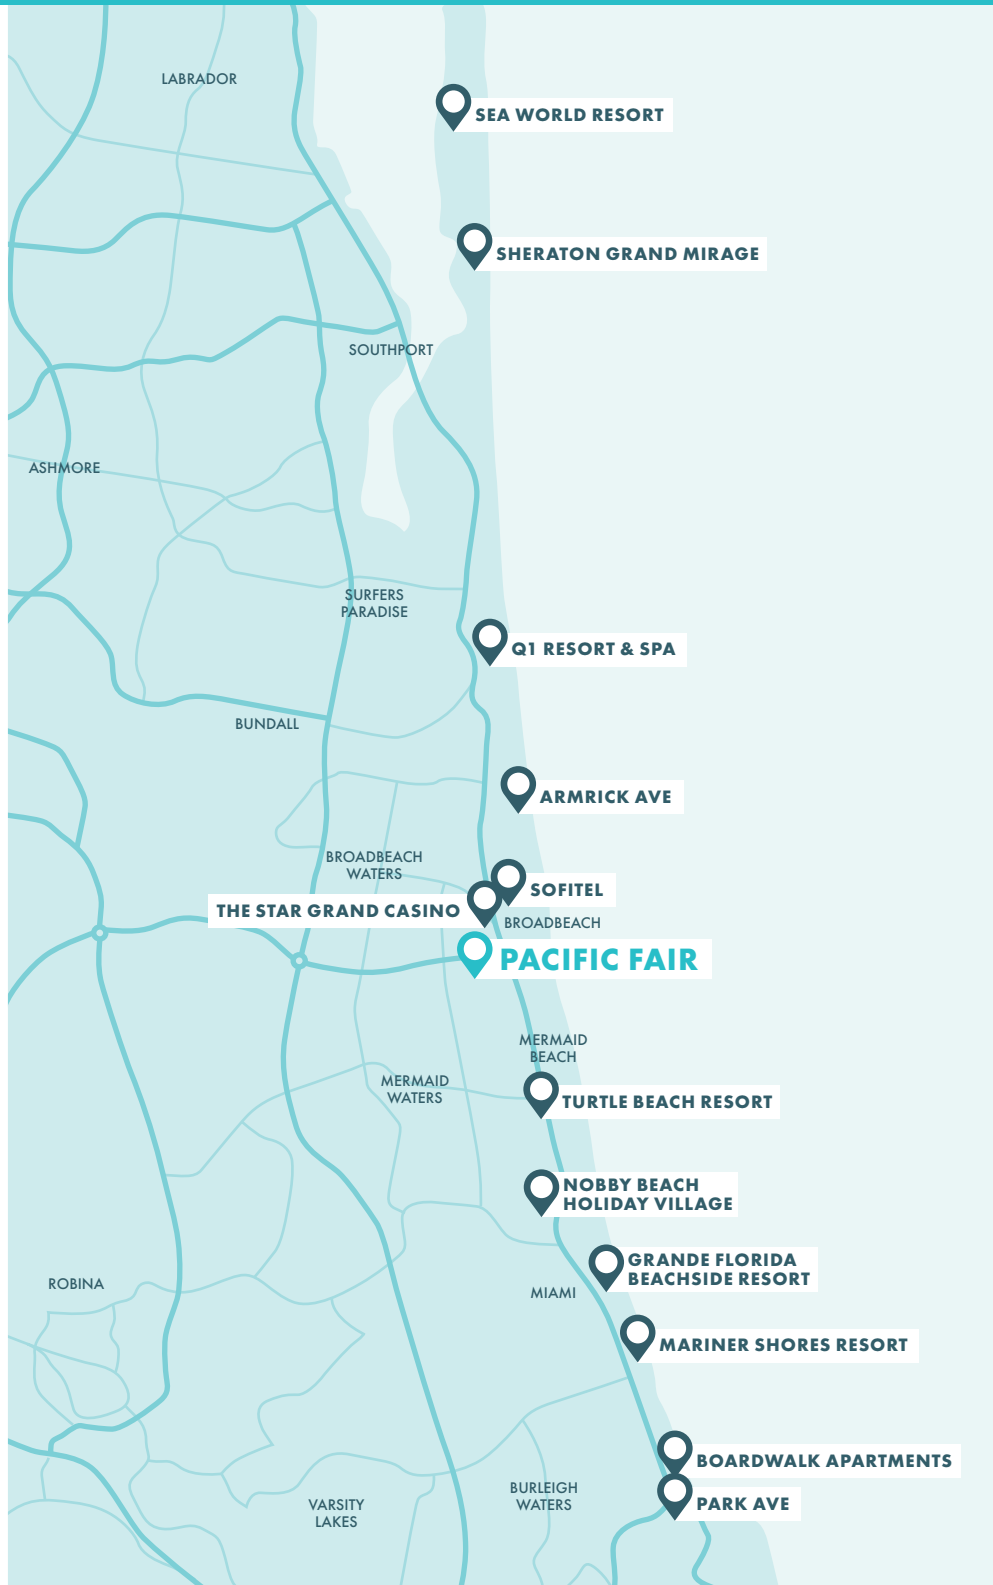 LABRADOR
SEA WORLD RESORT
SHERATON GRAND MIRAGE
SOUTHPORT
ASHMORE
SURFERS
PARADISE
Q1 RESORT & SPA
BUNDALL
ARMRICK AVE
BROADBEACH
WATERS
SOFITEL
THE STAR GRAND CASINO
BROADBEACH
PACIFIC FAIR
MERMAID
BEACH
MERMAID
WATERS
TURTLE BEACH RESORT
NOBBY BEACH
HOLIDAY VILLAGE
GRANDE FLORIDA
BEACHSIDE RESORT
ROBINA
MIAMI
MARINER SHORES RESORT
BOARDWALK APARTMENTS
BURLEIGH
WATERS
PARK AVE
VARSITY
LAKES